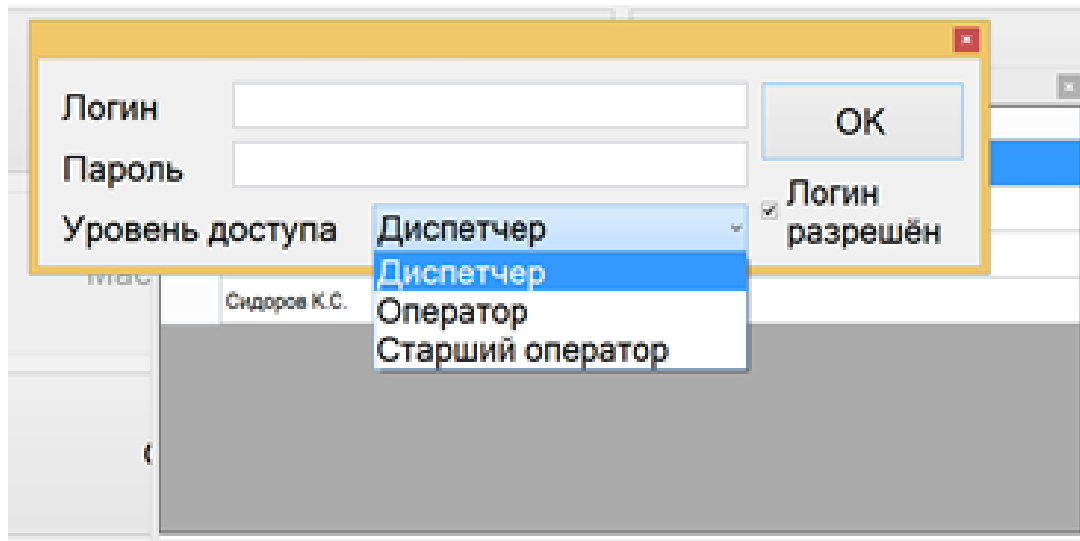 Логин
OK
Пароль
Логин
разрешён
Уровень доступа
Диспетчер
Диспетчер
Оператор
Старший оператор
Сидоров К.С.